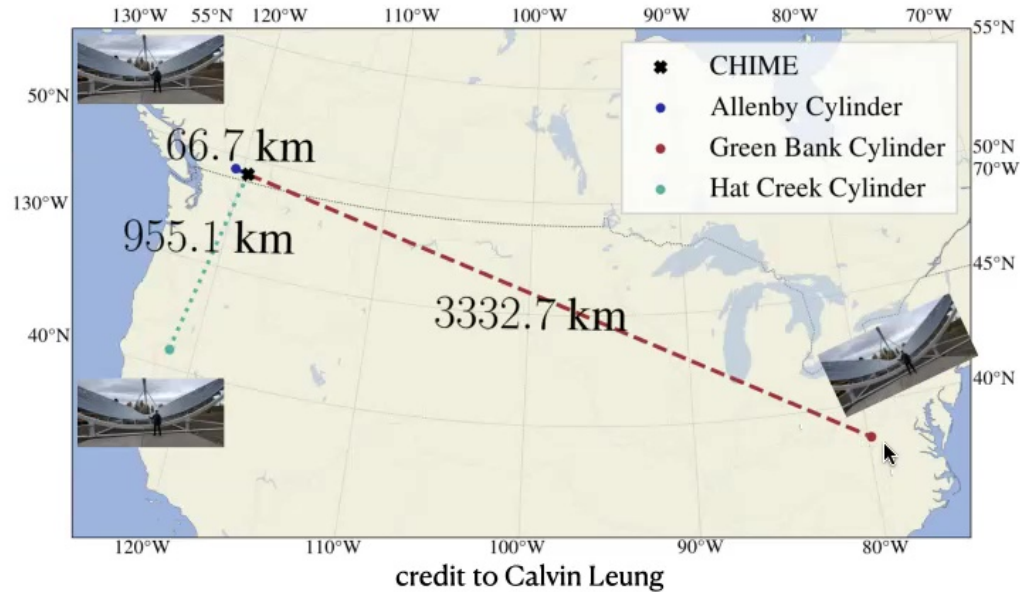 130°W 55°N 120°W 110°W 100°W 90°W 80°W 70°W
55°N
CHIME
Allenby Cylinder
Green Bank Cylinder
Hat Creek Cylinder
50°N
66.7 km
50°N
70°W
130°W
955.1 km
45°N
3332.7 km
40°N
40°N
120°W 110°W 100°W 90°W 80°W
credit to Calvin Leung